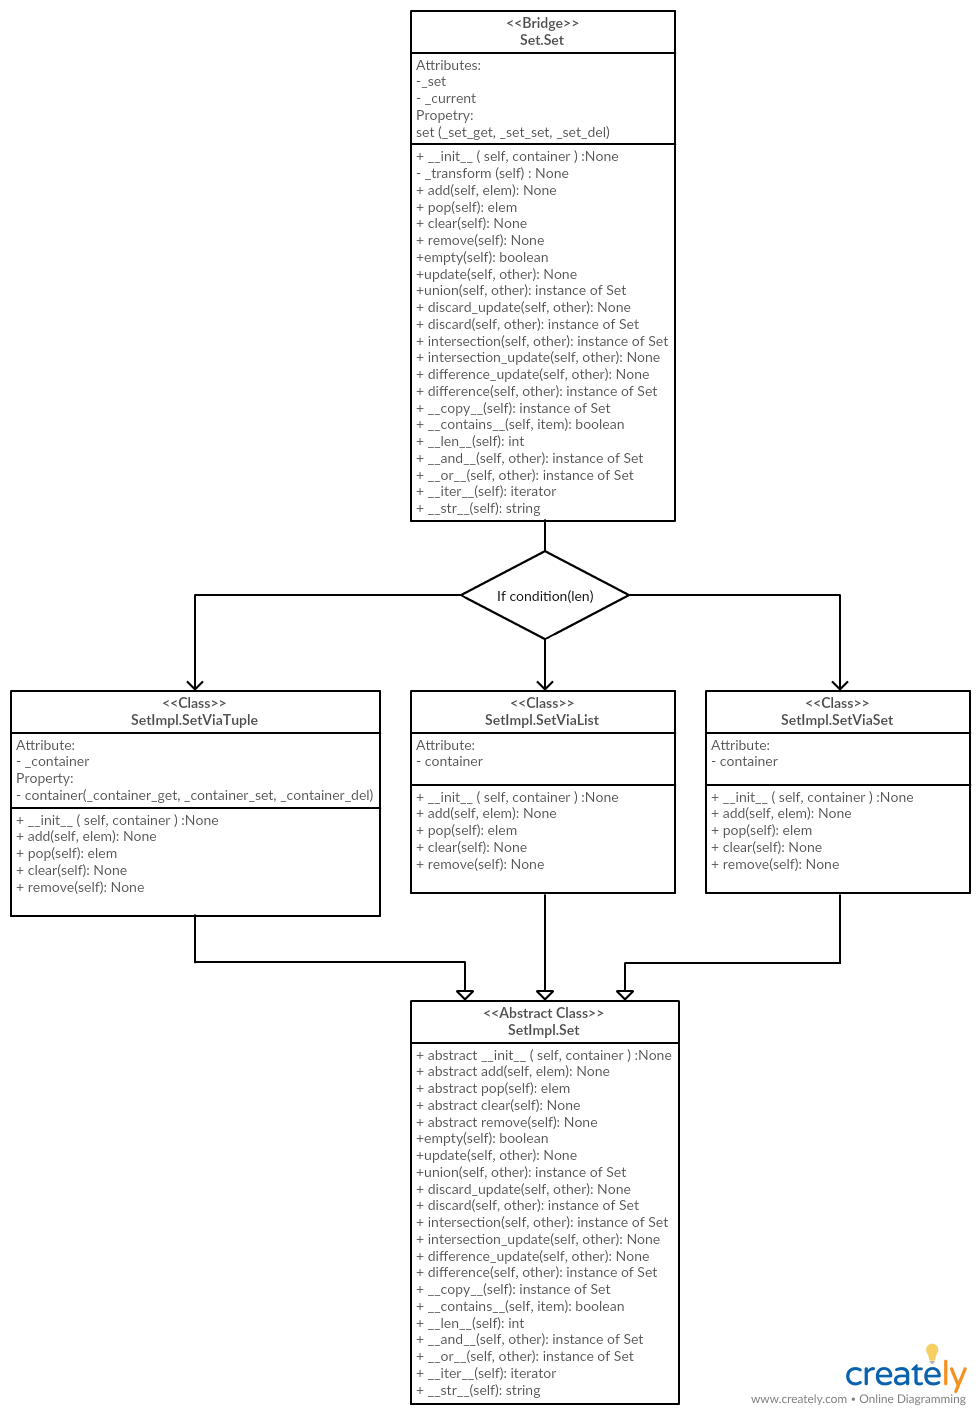 <<Bridge>>
Set.Set
Attributes:
-_set
- _current
Propetry:
set (_set_get, _set_set, _set_del)
+ __init__ ( self, container ) :None
- _transform (self) : None
+ add(self, elem): None
+ pop(self): elem
+ clear(self): None
+ remove(self): None
+empty(self): boolean
+update(self, other): None
+union(self, other): instance of Set
+ discard_update(self, other): None
+ discard(self, other): instance of Set
+ intersection(self, other): instance of Set
+ intersection_update(self, other): None
+ difference_update(self, other): None
+ difference(self, other): instance of Set
+ __copy__(self): instance of Set
+ __contains__(self, item): boolean
+ __len__(self): int
+ __and__(self, other): instance of Set
+ __or__(self, other): instance of Set
+ __iter__(self): iterator
+ __str__(self): string
If condition(len)
<<Class>>
SetImpl.SetViaTuple
Attribute:
- _container
Property:
- container(_container_get, _container_set, _container_del)
+ __init__ ( self, container ) :None
+ add(self, elem): None
+ pop(self): elem
+ clear(self): None
+ remove(self): None
<<Class>>
SetImpl.SetViaList
Attribute:
- container
+ __init__ ( self, container ) :None
+ add(self, elem): None
+ pop(self): elem
+ clear(self): None
+ remove(self): None
<<Class>>
SetImpl.SetViaSet
Attribute:
- container
+ __init__ ( self, container ) :None
+ add(self, elem): None
+ pop(self): elem
+ clear(self): None
+ remove(self): None
<<Abstract Class>>
SetImpl.Set
+ abstract __init__ ( self, container ) :None
+ abstract add(self, elem): None
+ abstract pop(self): elem
+ abstract clear(self): None
+ abstract remove(self): None
+empty(self): boolean
+update(self, other): None
+union(self, other): instance of Set
+ discard_update(self, other): None
+ discard(self, other): instance of Set
+ intersection(self, other): instance of Set
+ intersection_update(self, other): None
+ difference_update(self, other): None
+ difference(self, other): instance of Set
+ __copy__(self): instance of Set
+ __contains__(self, item): boolean
+ __len__(self): int
+ __and__(self, other): instance of Set
+ __or__(self, other): instance of Set
+ __iter__(self): iterator
+ __str__(self): string
creately
www.creately.com • Online Diagramming